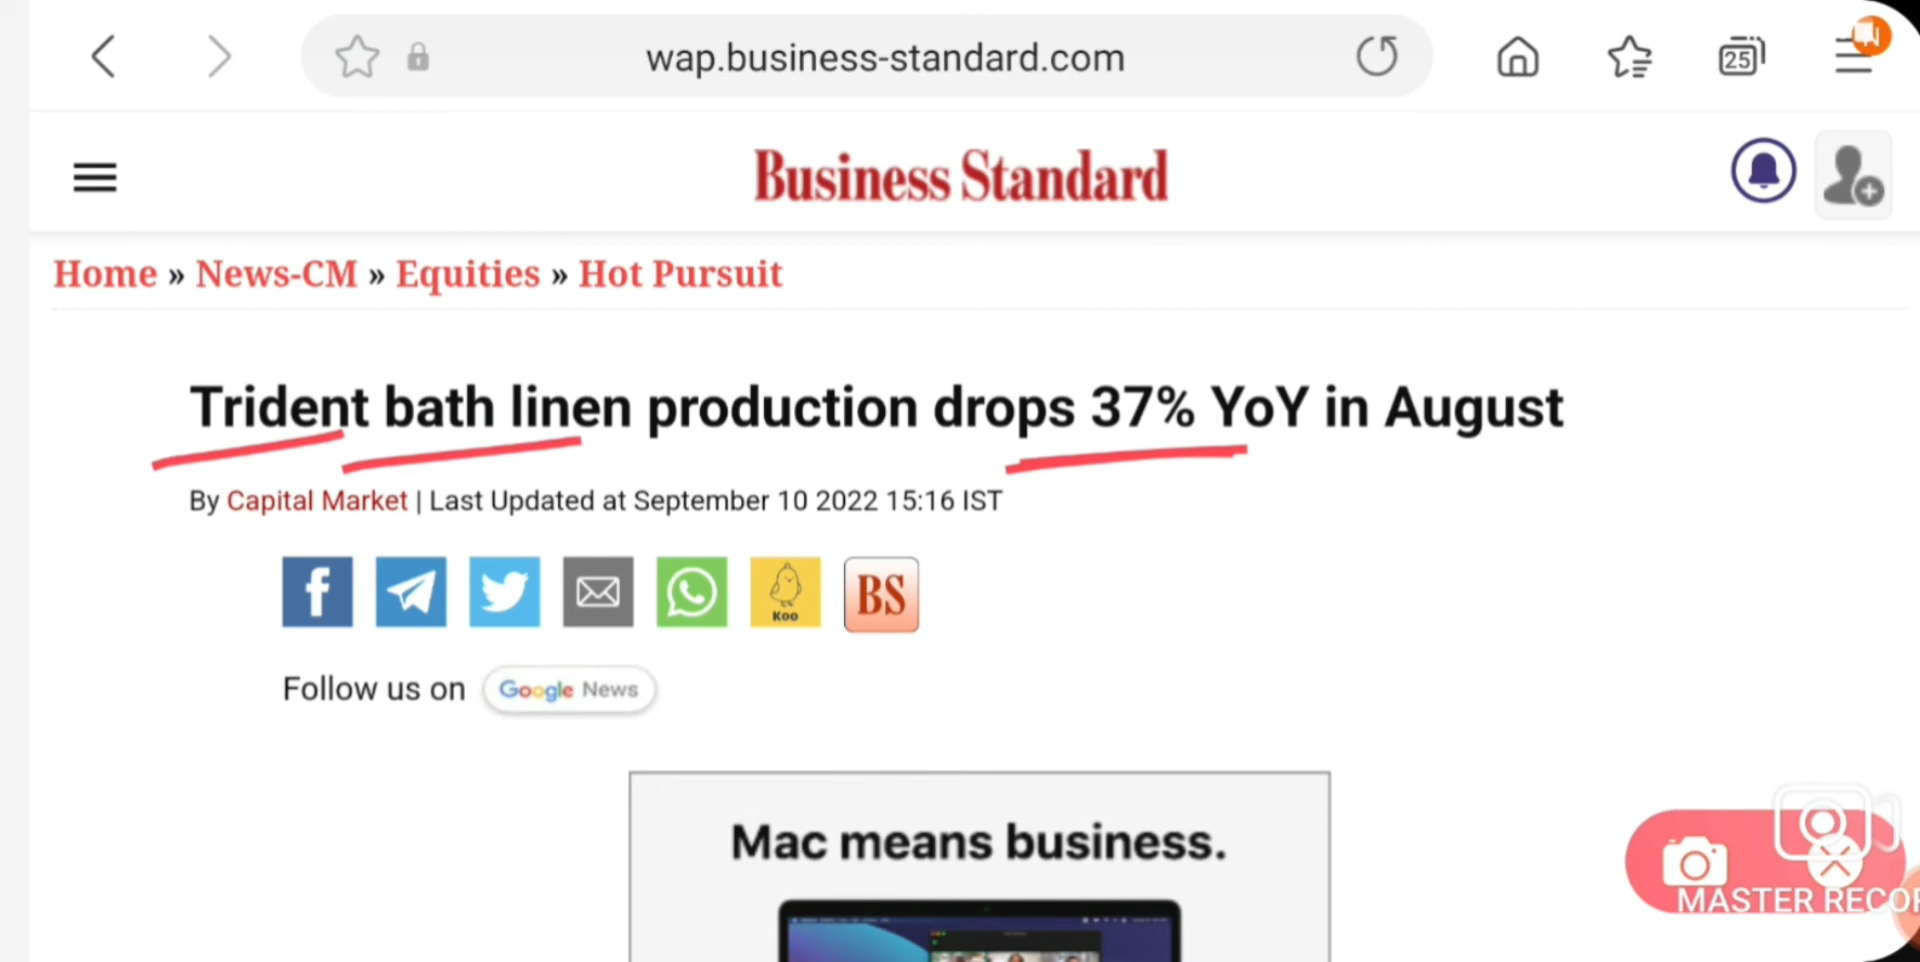 wap.business-standard.com
25
N
Business Standard
Home » News-CM » Equities » Hot Pursuit
Trident bath linen production drops 37% YoY in August
By Capital Market | Last Updated at September 10 2022 15:16 IST
f
Koo
BS
Follow us on Google News
Mac means business.
MASTER RECOR